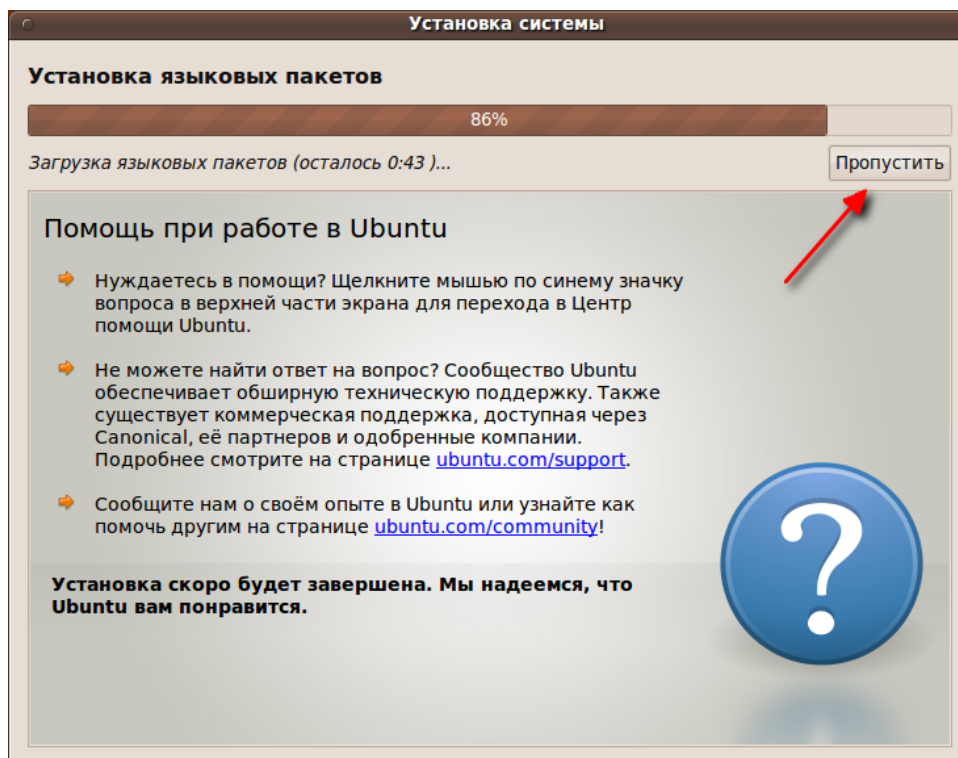 Установка системы
Установка языковых пакетов
86%
Загрузка языковых пакетов (осталось 0:43 )...
Пропустить
Помощь при работе в Ubuntu
Нуждаетесь в помощи? Щелкните мышью по синему значку
вопроса в верхней части экрана для перехода в Центр
помощи Ubuntu.
Не можете найти ответ на вопрос? Сообщество Ubuntu
обеспечивает обширную техническую поддержку. Также
существует коммерческая поддержка, доступная через
Canonical, её партнеров и одобренные компании.
Подробнее смотрите на странице ubuntu.com/support.
Сообщите нам о своём опыте в Ubuntu или узнайте как
помочь другим на странице ubuntu.com/community!
Установка скоро будет завершена. Мы надеемся, что
Ubuntu вам понравится.